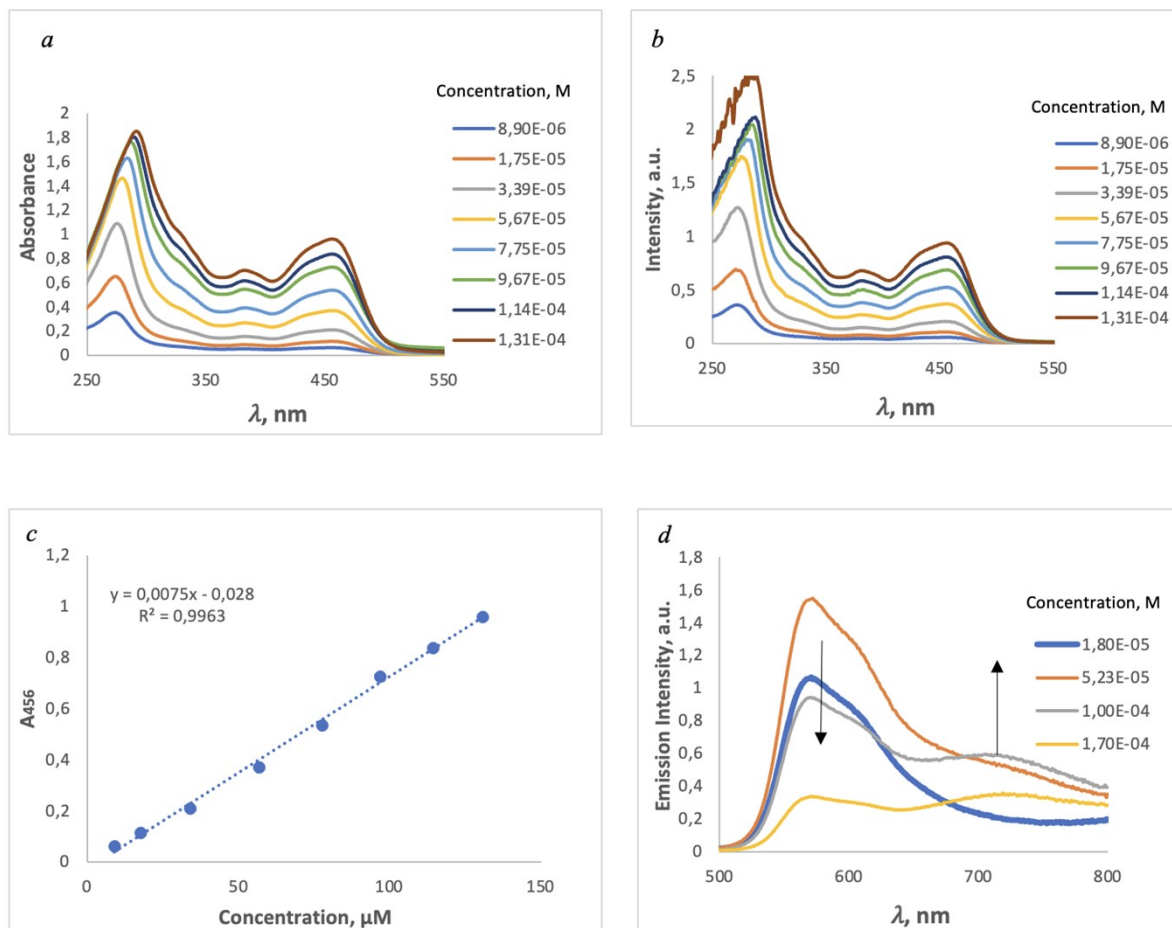 a
Concentration, M
8,90E-06
1,75E-05
3,39E-05
5,67E-05
7,75E-05
9,67E-05
1,14E-04
1,31E-04
Absorbance
2
1,8
1,6
1,4
1,2
1
0,8
0,6
0,4
0,2
0
250 350 450 550
λ, nm
b
Concentration, M
8,90E-06
1,75E-05
3,39E-05
5,67E-05
7,75E-05
9,67E-05
1,14E-04
1,31E-04
Intensity, a.u.
2,5
2
1,5
1
0,5
0
250 350 450 550
λ, nm
c
y = 0,0075x - 0,028
R² = 0,9963
A456
1,2
1
0,8
0,6
0,4
0,2
0
0 50 100 150
Concentration, µM
d
Concentration, M
1,80E-05
5,23E-05
1,00E-04
1,70E-04
Emission Intensity, a.u.
1,8
1,6
1,4
1,2
1
0,8
0,6
0,4
0,2
0
500 600 700 800
λ, nm